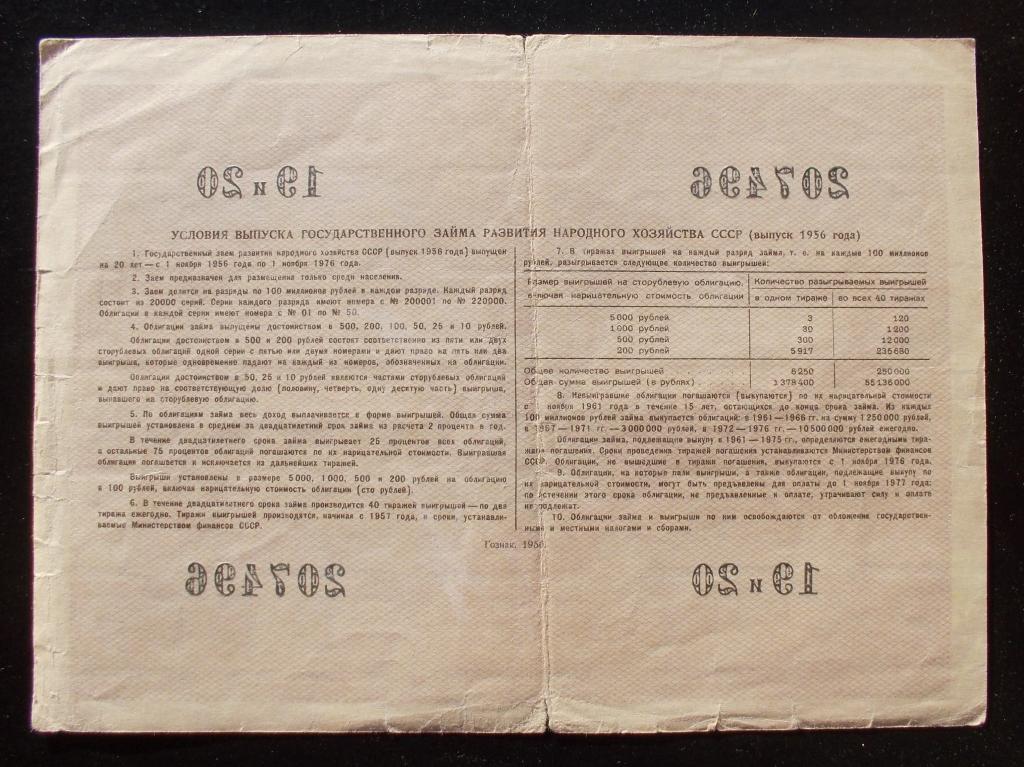 19 и 20
207496
УСЛОВИЯ ВЫПУСКА ГОСУДАРСТВЕННОГО ЗАЙМА РАЗВИТИЯ НАРОДНОГО ХОЗЯЙСТВА СССР (выпуск 1956 года)
1. Государственный заем развития народного хозяйства СССР (выпуск 1956 года) выпущен
на 20 лет — с 1 ноября 1956 года по 1 ноября 1976 года.
2. Заем предназначен для размещения только среди населения.
3. Заем делится на разряды по 100 миллионов рублей в каждом разряде. Каждый разряд
состоит из 20000 серий. Серии каждого разряда имеют номера с № 200001 по № 220000.
Облигации в каждой серии имеют номера с № 01 по № 50.
4. Облигации займа выпущены достоинством в 500, 200, 100, 50, 25 и 10 рублей.
Облигации достоинством в 500 и 200 рублей состоят соответственно из пяти или двух
сторублевых облигаций одной серии с пятью или двумя номерами и дают право на пять или два
выигрыша, которые одновременно падают на каждый из номеров, обозначенных на облигации.
Облигации достоинством в 50, 25 и 10 рублей являются частями сторублевых облигаций
и дают право на соответствующую долю (половину, четверть, одну десятую часть) выигрыша,
выпавшего на сторублевую облигацию.
5. По облигациям займа весь доход выплачивается в форме выигрышей. Общая сумма
выигрышей установлена в среднем за двадцатилетний срок займа из расчета 2 процента в год.
В течение двадцатилетнего срока займа выигрывает 25 процентов всех облигаций,
а остальные 75 процентов облигаций погашаются по их нарицательной стоимости. Выигравшая
облигация погашается и исключается из дальнейших тиражей.
Выигрыши установлены в размере 5000, 1000, 500 и 200 рублей на облигацию
в 100 рублей, включая нарицательную стоимость облигации (сто рублей).
6. В течение двадцатилетнего срока займа производится 40 тиражей выигрышей — по два
тиража ежегодно. Тиражи выигрышей производятся, начиная с 1957 года, в сроки, устанавли-
ваемые Министерством финансов СССР.
7. В тиражах выигрышей на каждый разряд займа, т. е. на каждые 100 миллионов
рублей, разыгрывается следующее количество выигрышей:
Размер выигрышей на сторублевую облигацию, включая нарицательную стоимость облигации
Количество разыгрываемых выигрышей
в одном тираже
во всех 40 тиражах
5000 рублей 3 120
1000 рублей 30 1200
500 рублей 300 12000
200 рублей 5917 236680
Общее количество выигрышей 6250 250000
Общая сумма выигрышей (в рублях) 1378400 55136000
8. Невыигравшие облигации погашаются (выкупаются) по их нарицательной стоимости
с 1 ноября 1961 года в течение 15 лет, остающихся до конца срока займа. Из каждых
100 миллионов рублей займа выкупается облигаций: в 1961—1966 гг. на сумму 1250000 рублей,
в 1967—1971 гг. — 3000000 рублей, в 1972—1976 гг. — 10500000 рублей ежегодно.
Облигации займа, подлежащие выкупу в 1961—1975 гг., определяются ежегодными тира-
жами погашения. Сроки проведения тиражей погашения устанавливаются Министерством финансов
СССР. Облигации, не вышедшие в тиражи погашения, выкупаются с 1 ноября 1976 года.
9. Облигации, на которые пали выигрыши, а также облигации, подлежащие выкупу по
их нарицательной стоимости, могут быть предъявлены для оплаты до 1 ноября 1977 года;
по истечении этого срока облигации, не предъявленные к оплате, утрачивают силу и оплате
не подлежат.
10. Облигации займа и выигрыши по ним освобождаются от обложения государствен-
ными и местными налогами и сборами.
Гознак. 1956.
207496
19 и 20